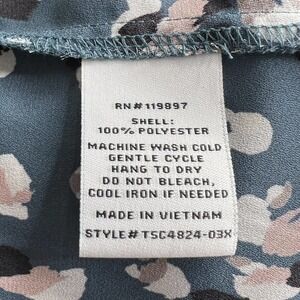 RN#119897
SHELL:
100% POLYESTER
MACHINE WASH COLD
GENTLE CYCLE
HANG TO DRY
DO NOT BLEACH,
COOL IRON IF NEEDED
MADE IN VIETNAM
STYLE# TSC4824-03X